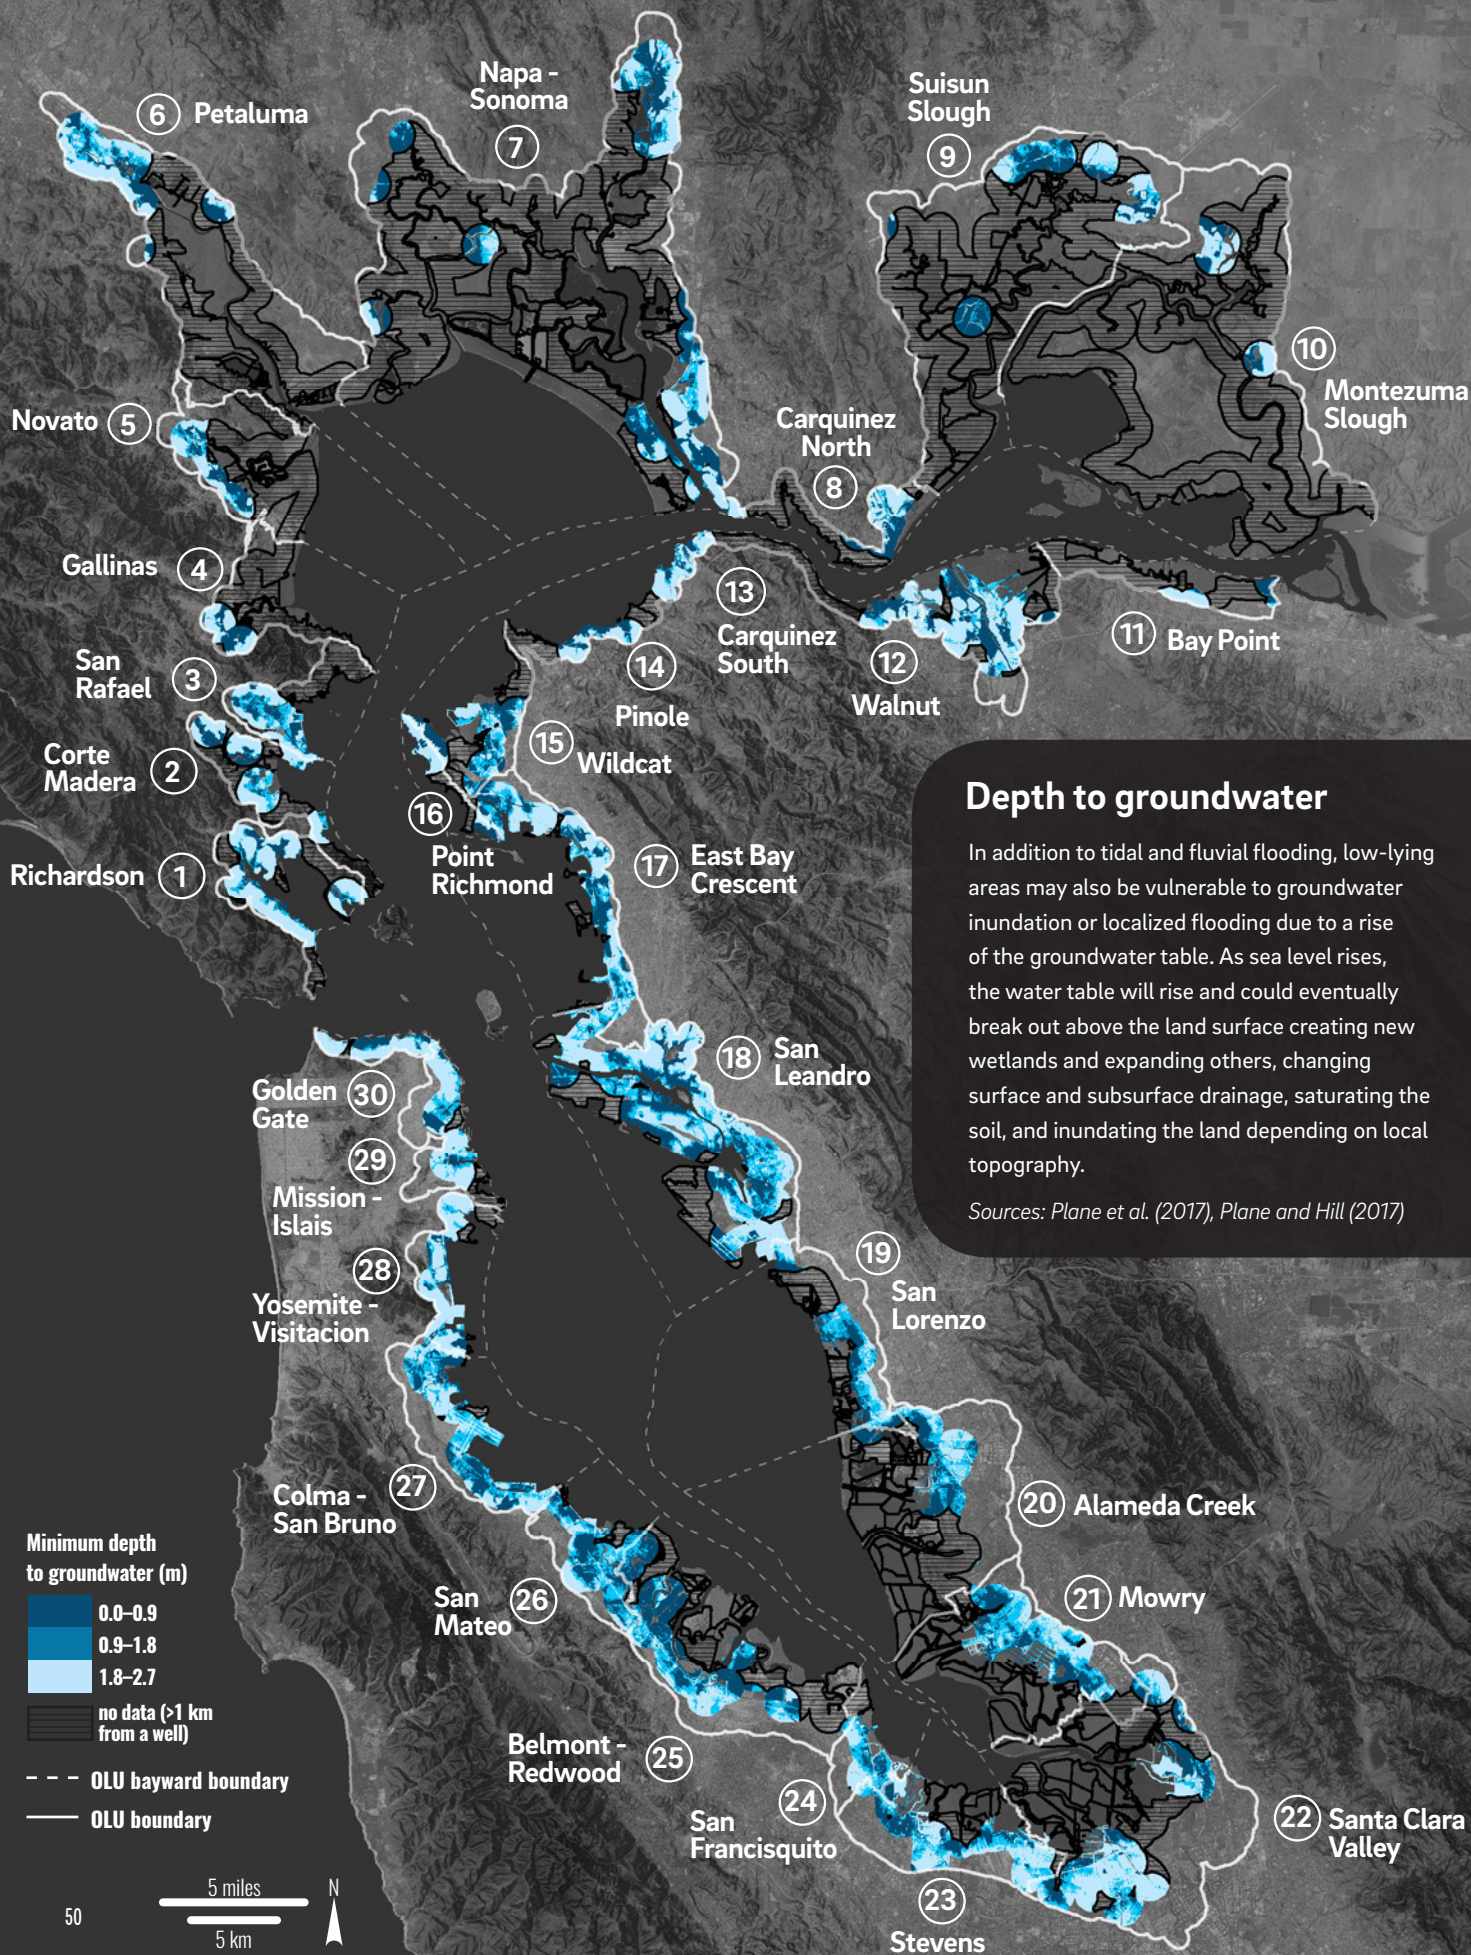 6 Petaluma
Napa -
Sonoma
7
Suisun
Slough
9
10
Montezuma
Slough
Novato 5
Carquinez
North
8
Gallinas 4
13
Carquinez
South
11 Bay Point
12
Walnut
San
Rafael 3
14
Pinole
Corte
Madera 2
15
Wildcat
16
Point
Richmond
Richardson 1
17 East Bay
Crescent
Depth to groundwater
In addition to tidal and fluvial flooding, low-lying
areas may also be vulnerable to groundwater
inundation or localized flooding due to a rise
of the groundwater table. As sea level rises,
the water table will rise and could eventually
break out above the land surface creating new
wetlands and expanding others, changing
surface and subsurface drainage, saturating the
soil, and inundating the land depending on local
topography.
Sources: Plane et al. (2017), Plane and Hill (2017)
18 San
Leandro
Golden
Gate 30
29
Mission -
Islais
28
Yosemite -
Visitacion
19
San
Lorenzo
27
Colma -
San Bruno
20 Alameda Creek
San
Mateo 26
21 Mowry
Belmont -
Redwood 25
24
San
Francisquito
22 Santa Clara
Valley
23
Stevens
Minimum depth
to groundwater (m)
0.0–0.9
0.9–1.8
1.8–2.7
no data (>1 km
from a well)
OLU bayward boundary
OLU boundary
5 miles
5 km
N
50